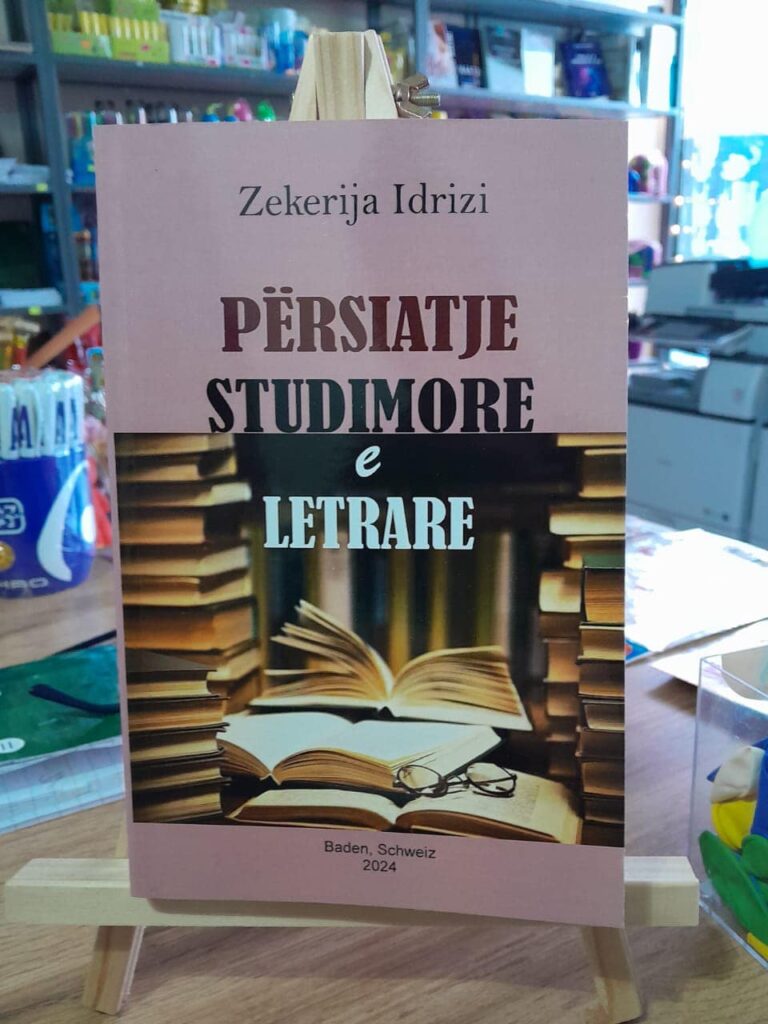 Zekerija Idrizi
PËRSIATJE
STUDIMORE
e
LETRARE
Baden, Schweiz
2024